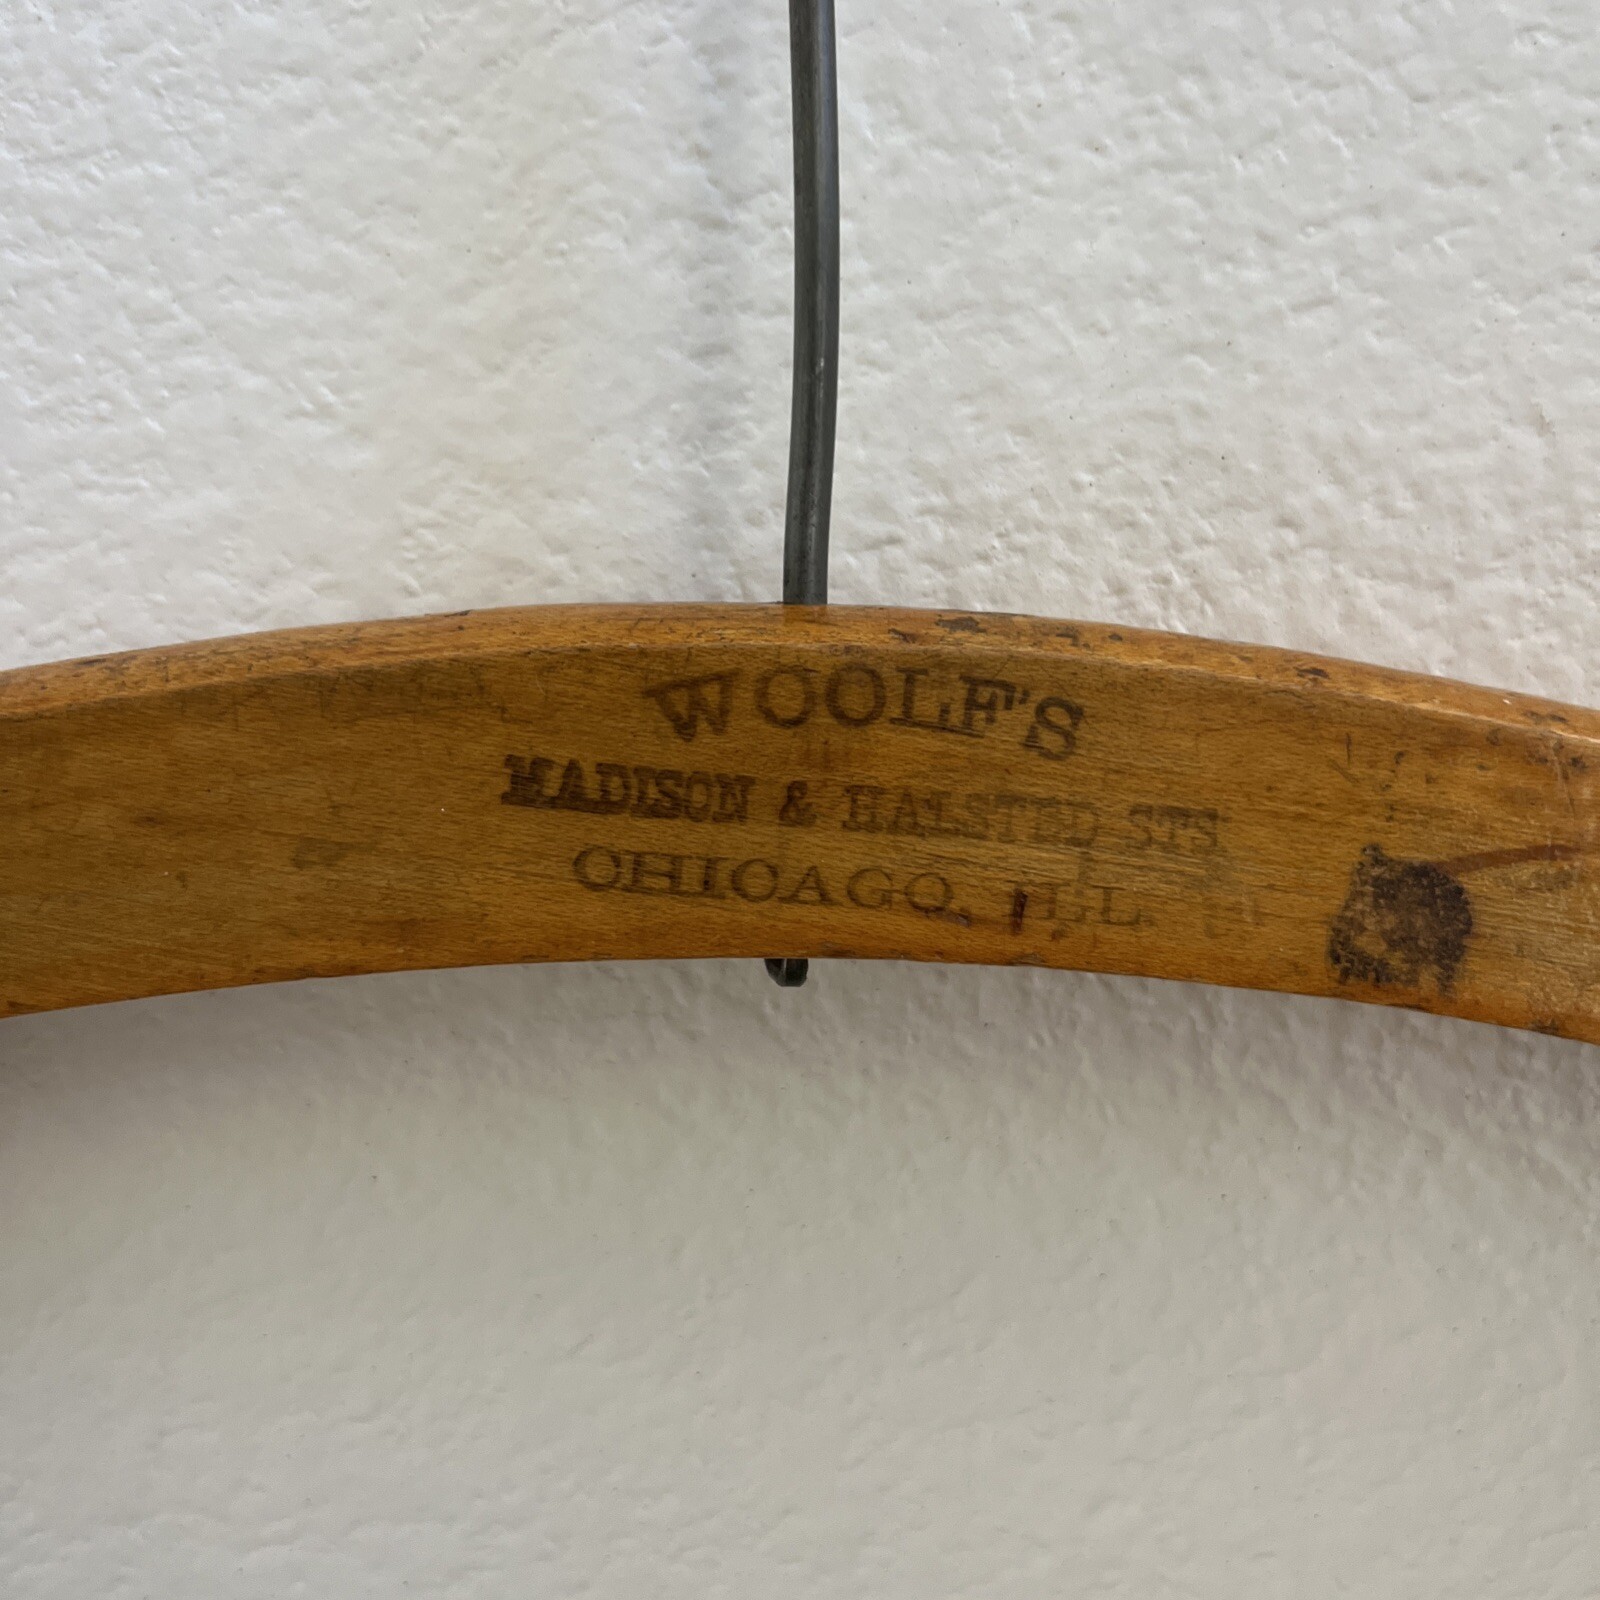 WOOLF'S
MADISON & HALSTED STS
CHICAGO, ILL.